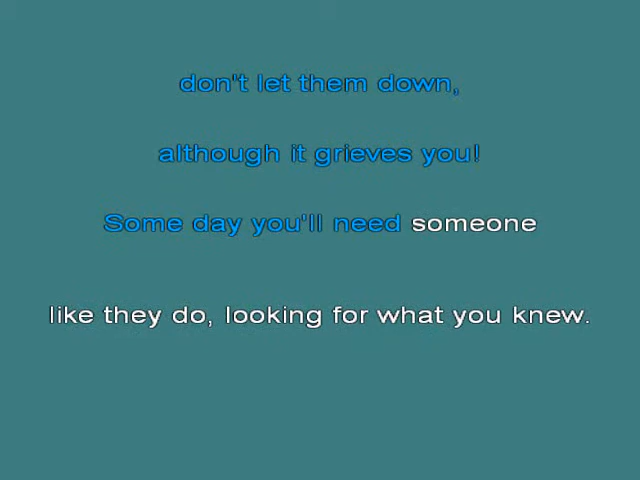 don't let them down,
although it grieves you!
Some day you'll need someone
like they do, looking for what you knew.